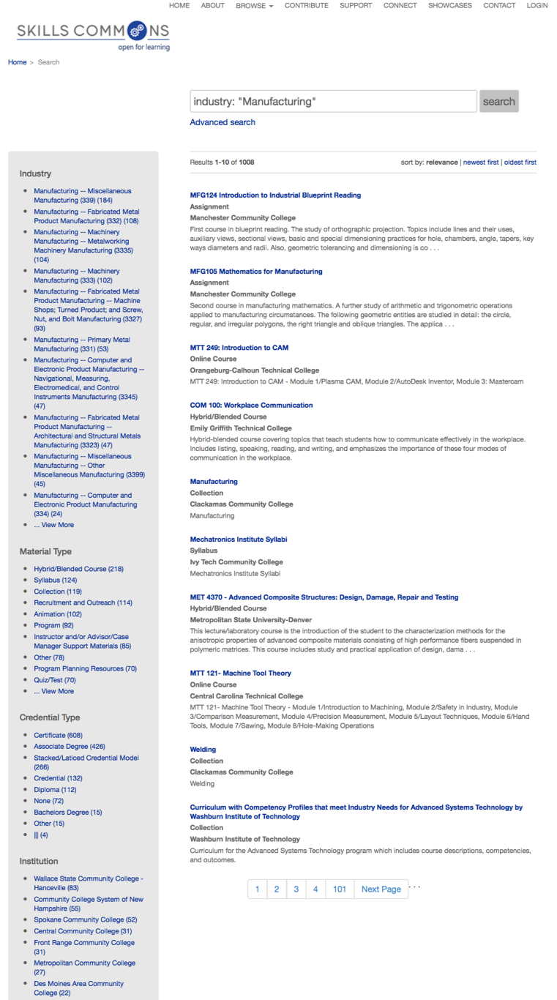 HOME ABOUT BROWSE CONTRIBUTE SUPPORT CONNECT SHOWCASES CONTACT LOGIN
SKILLS COMMONS
open for learning
Home > Search
industry: "Manufacturing"
search
Advanced search
Industry
Manufacturing -- Miscellaneous
Manufacturing (339) (184)
Manufacturing -- Fabricated Metal
Product Manufacturing (332) (108)
Manufacturing -- Machinery
Manufacturing -- Metalworking
Machinery Manufacturing (3335)
(104)
Manufacturing -- Machinery
Manufacturing (333) (102)
Manufacturing -- Fabricated Metal
Product Manufacturing -- Machine
Shops; Turned Product; and Screw,
Nut, and Bolt Manufacturing (3327)
(93)
Manufacturing -- Primary Metal
Manufacturing (331) (53)
Manufacturing -- Computer and
Electronic Product Manufacturing --
Navigational, Measuring,
Electromedical, and Control
Instruments Manufacturing (3345)
(47)
Manufacturing -- Fabricated Metal
Product Manufacturing --
Architectural and Structural Metals
Manufacturing (3323) (47)
Manufacturing -- Miscellaneous
Manufacturing -- Other
Miscellaneous Manufacturing (3399)
(45)
Manufacturing -- Computer and
Electronic Product Manufacturing
(334) (24)
... View More
Material Type
Hybrid/Blended Course (218)
Syllabus (124)
Collection (119)
Recruitment and Outreach (114)
Animation (102)
Program (92)
Instructor and/or Advisor/Case
Manager Support Materials (85)
Other (78)
Program Planning Resources (70)
Quiz/Test (70)
... View More
Credential Type
Certificate (608)
Associate Degree (426)
Stacked/Laticed Credential Model
(266)
Credential (132)
Diploma (112)
None (72)
Bachelors Degree (15)
Other (15)
||| (4)
Institution
Wallace State Community College -
Hanceville (83)
Community College System of New
Hampshire (55)
Spokane Community College (52)
Central Community College (31)
Front Range Community College
(31)
Metropolitan Community College
(27)
Des Moines Area Community
College (22)
Results 1-10 of 1008
sort by: relevance | newest first | oldest first
MFG124 Introduction to Industrial Blueprint Reading
Assignment
Manchester Community College
First course in blueprint reading. The study of orthographic projection. Topics include lines and their uses,
auxiliary views, sectional views, basic and special dimensioning practices for hole, chambers, angle, tapers, key
ways diameters and radii. Also, geometric tolerancing and dimensioning is co . . .
MFG105 Mathematics for Manufacturing
Assignment
Manchester Community College
Second course in manufacturing mathematics. A further study of arithmetic and trigonometric operations
applied to manufacturing circumstances. The following geometric entities are studied in detail: the circle,
regular, and irregular polygons, the right triangle and oblique triangles. The applica . . .
MTT 249: Introduction to CAM
Online Course
Orangeburg-Calhoun Technical College
MTT 249: Introduction to CAM - Module 1/Plasma CAM, Module 2/AutoDesk Inventor, Module 3: Mastercam
COM 100: Workplace Communication
Hybrid/Blended Course
Emily Griffith Technical College
Hybrid-blended course covering topics that teach students how to communicate effectively in the workplace.
Includes listing, speaking, reading, and writing, and emphasizes the importance of these four modes of
communication in the workplace.
Manufacturing
Collection
Clackamas Community College
Manufacturing
Mechatronics Institute Syllabi
Syllabus
Ivy Tech Community College
Mechatronics Institute Syllabi
MET 4370 - Advanced Composite Structures: Design, Damage, Repair and Testing
Hybrid/Blended Course
Metropolitan State University-Denver
This lecture/laboratory course is the introduction of the student to the characterization methods for the
anisotropic properties of advanced composite materials consisting of high performance fibers suspended in
polymeric matrices. This course includes study and practical application of design, dama . . .
MTT 121- Machine Tool Theory
Online Course
Central Carolina Technical College
MTT 121- Machine Tool Theory - Module 1/Introduction to Machining, Module 2/Safety in Industry, Module
3/Comparison Measurement, Module 4/Precision Measurement, Module 5/Layout Techniques, Module 6/Hand
Tools, Module 7/Sawing, Module 8/Hole-Making Operations
Welding
Collection
Clackamas Community College
Welding
Curriculum with Competency Profiles that meet Industry Needs for Advanced Systems Technology by
Washburn Institute of Technology
Collection
Washburn Institute of Technology
Curriculum for the Advanced Systems Technology program which includes course descriptions, competencies,
and outcomes.
1 2 3 4 101 Next Page . . .